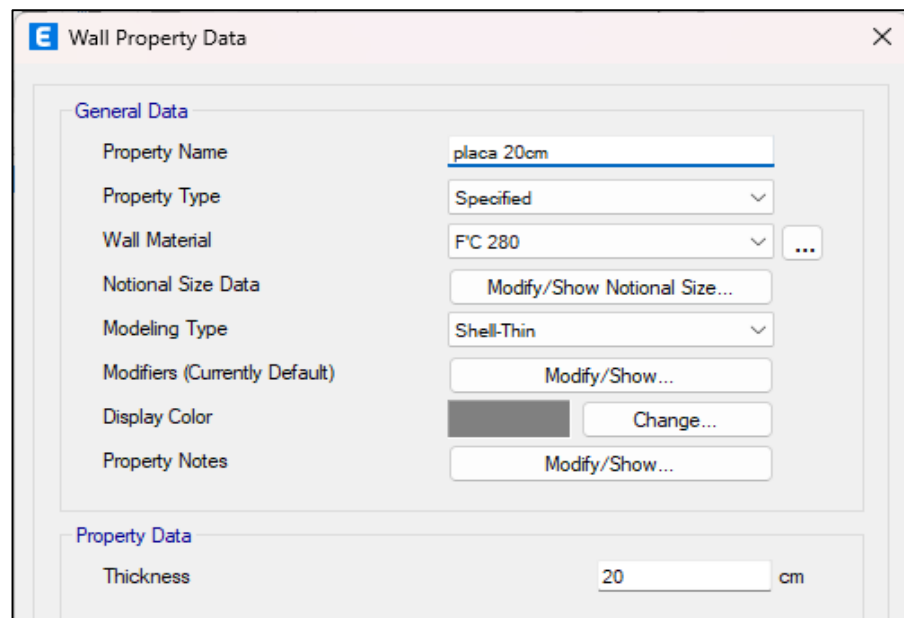 E Wall Property Data
General Data
Property Name placa 20cm
Property Type Specified
Wall Material F'C 280 ...
Notional Size Data Modify/Show Notional Size...
Modeling Type Shell-Thin
Modifiers (Currently Default) Modify/Show...
Display Color Change...
Property Notes Modify/Show...
Property Data
Thickness 20 cm